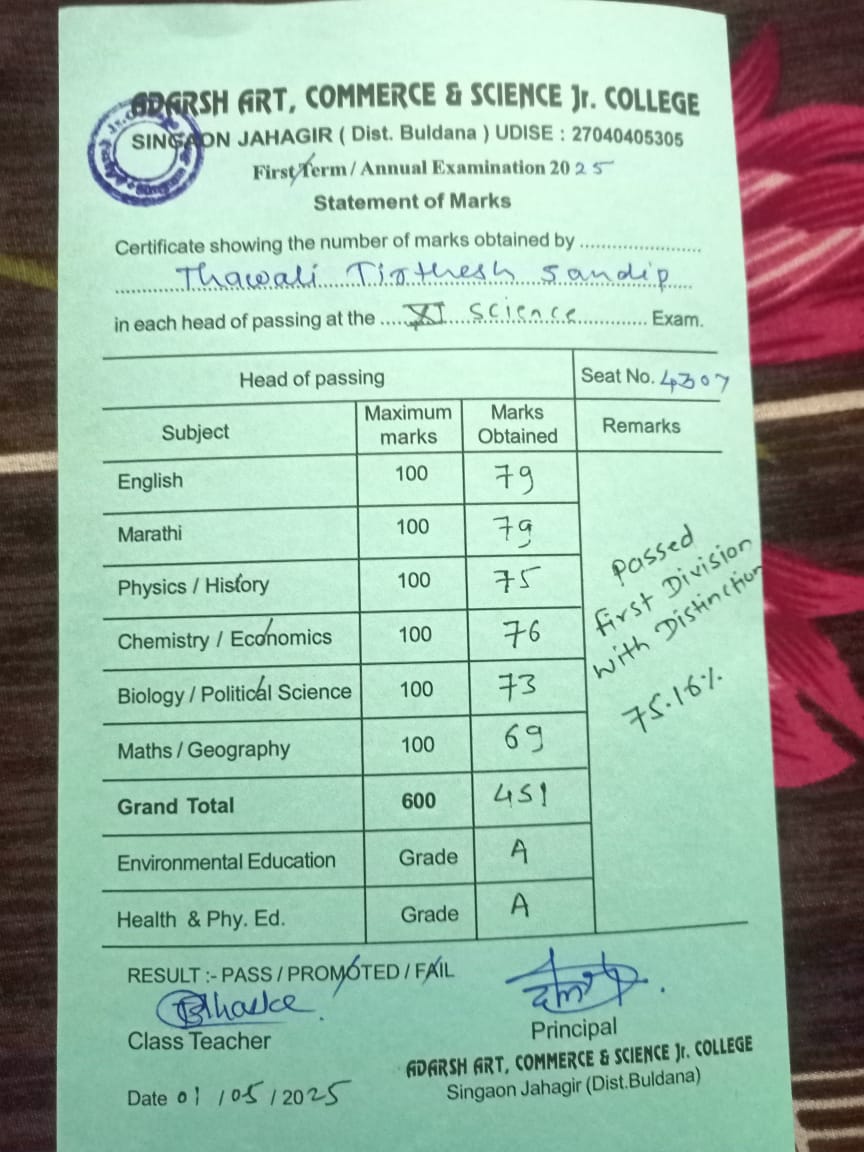 ADARSH ART, COMMERCE & SCIENCE Jr. COLLEGE
SINGAON JAHAGIR ( Dist. Buldana ) UDISE : 27040405305
First Term / Annual Examination 2025
Statement of Marks
Certificate showing the number of marks obtained by ......................
Thawali Tirthesh Sandip
in each head of passing at the ..... XI Science .............. Exam.
Head of passing Seat No. 4307
Subject Maximum marks Marks Obtained Remarks
English 100 79
Marathi 100 79
Physics / History 100 75
Chemistry / Economics 100 76
Biology / Political Science 100 73
Maths / Geography 100 69
Grand Total 600 451
Environmental Education Grade A
Health & Phy. Ed. Grade A
Passed
first Division
with Distinction
75.16%
RESULT :- PASS / PROMOTED / FAIL
Class Teacher
Principal
ADARSH ART, COMMERCE & SCIENCE Jr. COLLEGE
Singaon Jahagir (Dist.Buldana)
Date 01 / 05 / 2025